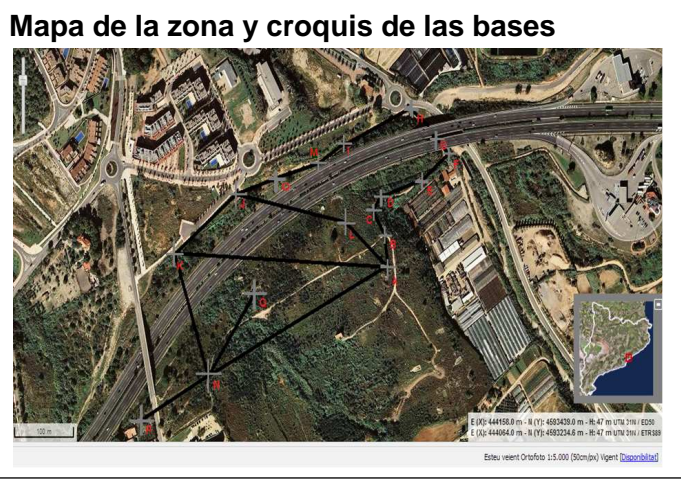 Mapa de la zona y croquis de las bases
H
I
M
J
L
C
B
A
K
O
N
100 m
E (X): 444158.0 m - N (Y): 4593439.0 m - H: 47 m UTM 31N / ED50
E (X): 444064.0 m - N (Y): 4593234.6 m - H: 47 m UTM 31N / ETRS89
Esteu veient Ortofoto 1:5.000 (50cm/px) Vigent [Disponibilitat]